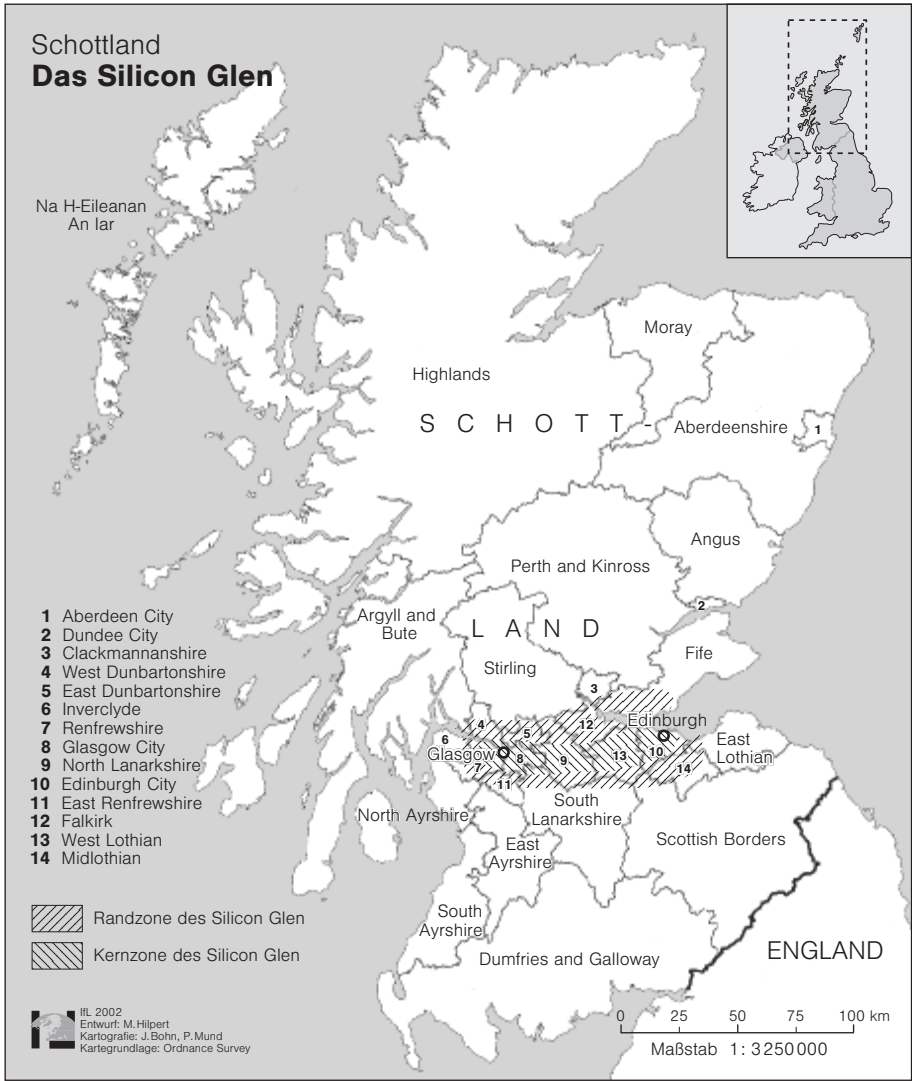 Schottland
Das Silicon Glen
Na H-Eileanan
An Iar
Moray
Highlands
SCHOTT-
Aberdeenshire
1
Angus
Perth and Kinross
2
Argyll and
Bute
LAND
Fife
Stirling
3
1 Aberdeen City
2 Dundee City
3 Clackmannanshire
4 West Dunbartonshire
5 East Dunbartonshire
6 Inverclyde
7 Renfrewshire
8 Glasgow City
9 North Lanarkshire
10 Edinburgh City
11 East Renfrewshire
12 Falkirk
13 West Lothian
14 Midlothian
4
5
12
Edinburgh
6
Glasgow
7
8
9
13
10
14
11
East
Lothian
North Ayrshire
South
Lanarkshire
East
Ayrshire
Scottish Borders
South
Ayrshire
Dumfries and Galloway
ENGLAND
Randzone des Silicon Glen
Kernzone des Silicon Glen
IfL 2002
Entwurf: M.Hilpert
Kartografie: J.Bohn, P.Mund
Kartegrundlage: Ordnance Survey
0 25 50 75 100 km
Maßstab 1: 3250000